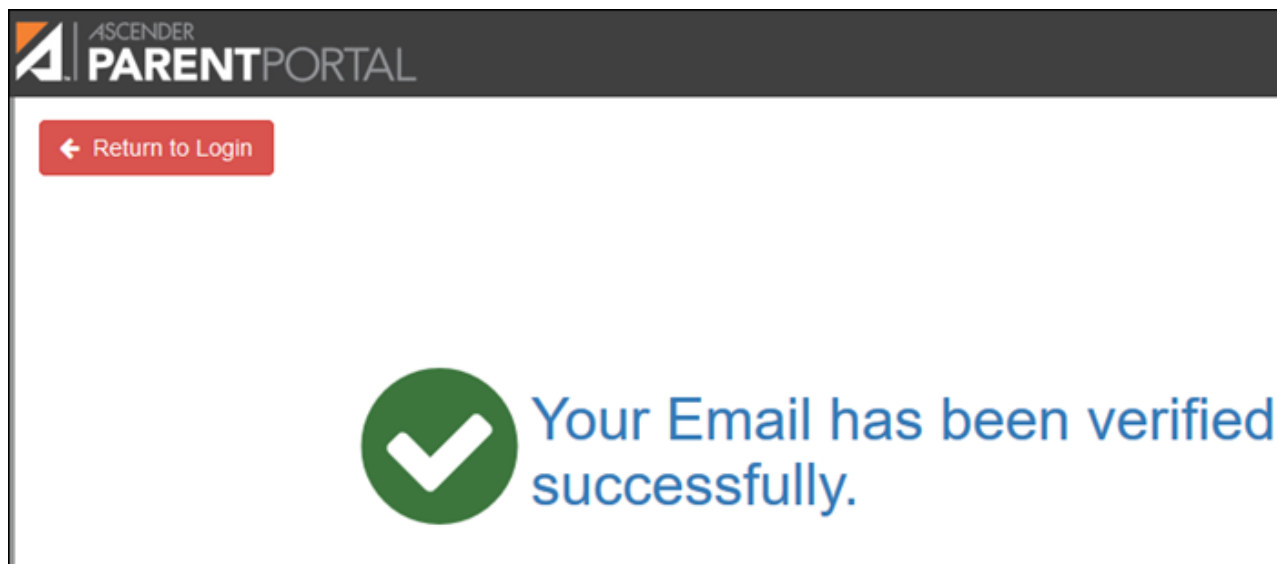 ASCENDER
PARENTPORTAL
Return to Login
Your Email has been verified
successfully.